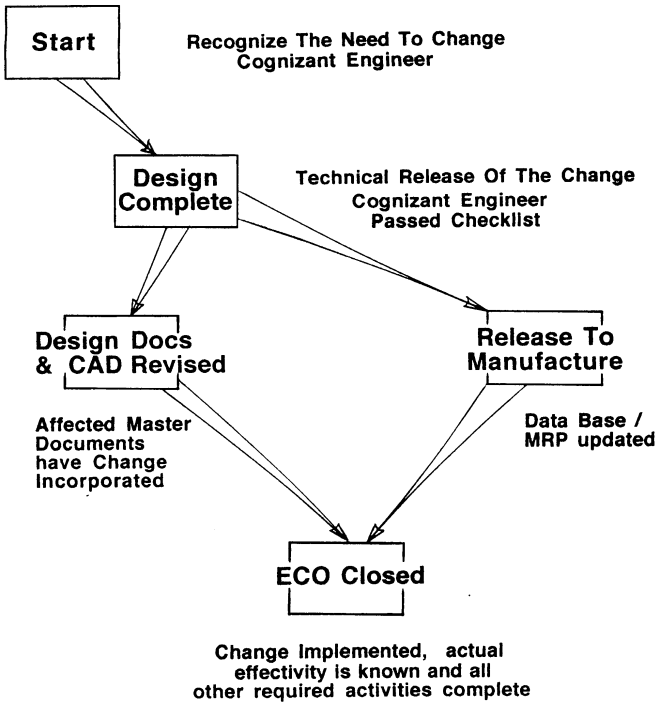 Start
Recognize The Need To Change
Cognizant Engineer
Design
Complete
Technical Release Of The Change
Cognizant Engineer
Passed Checklist
Design Docs
& CAD Revised
Release To
Manufacture
Affected Master
Documents
have Change
Incorporated
Data Base /
MRP updated
ECO Closed
Change Implemented, actual
effectivity is known and all
other required activities complete